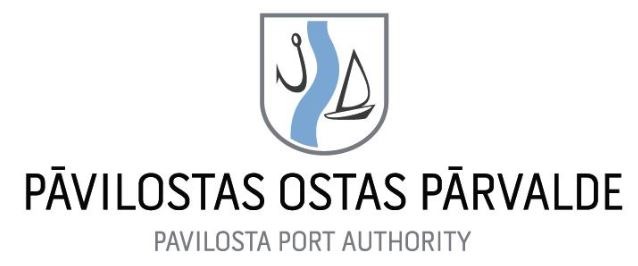 PĀVILOSTAS OSTAS PĀRVALDE
PAVILOSTA PORT AUTHORITY